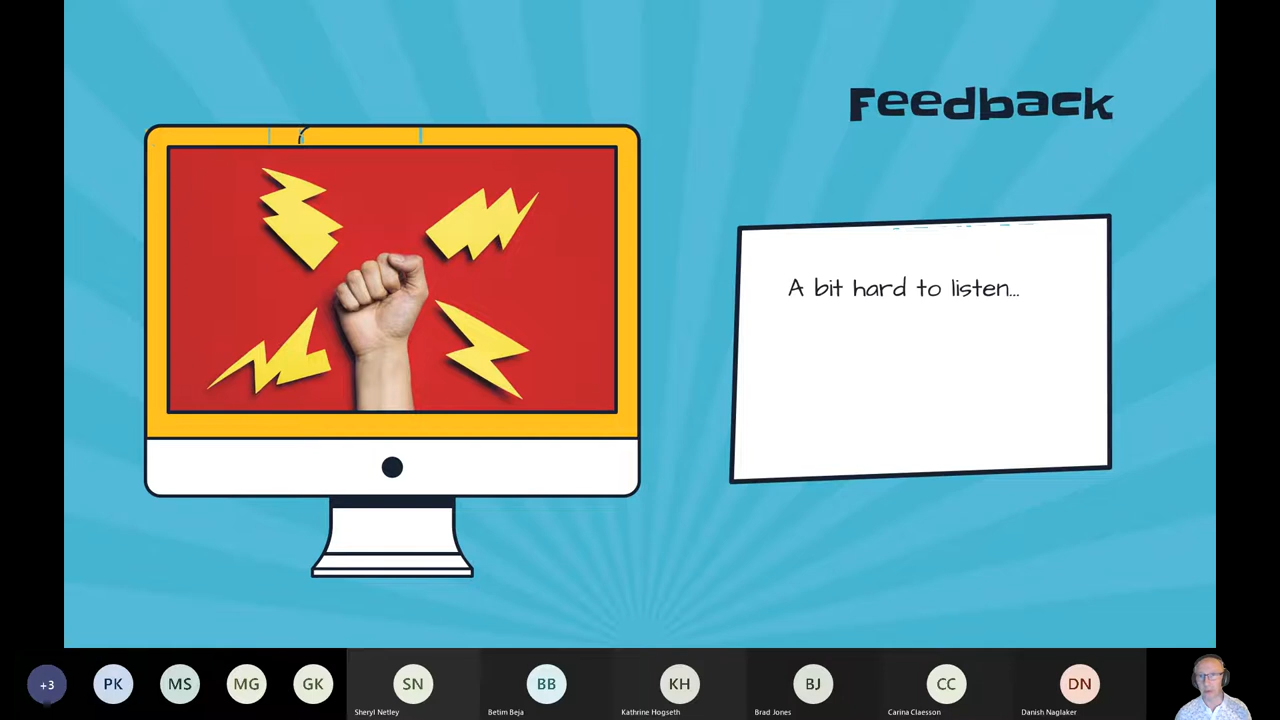 Feedback
A bit hard to listen...
+3
PK
MS
MG
GK
SN
Sheryl Netley
BB
Betim Beja
KH
Kathrine Hogseth
BJ
Brad Jones
CC
Carina Claesson
DN
Danish Naglaker